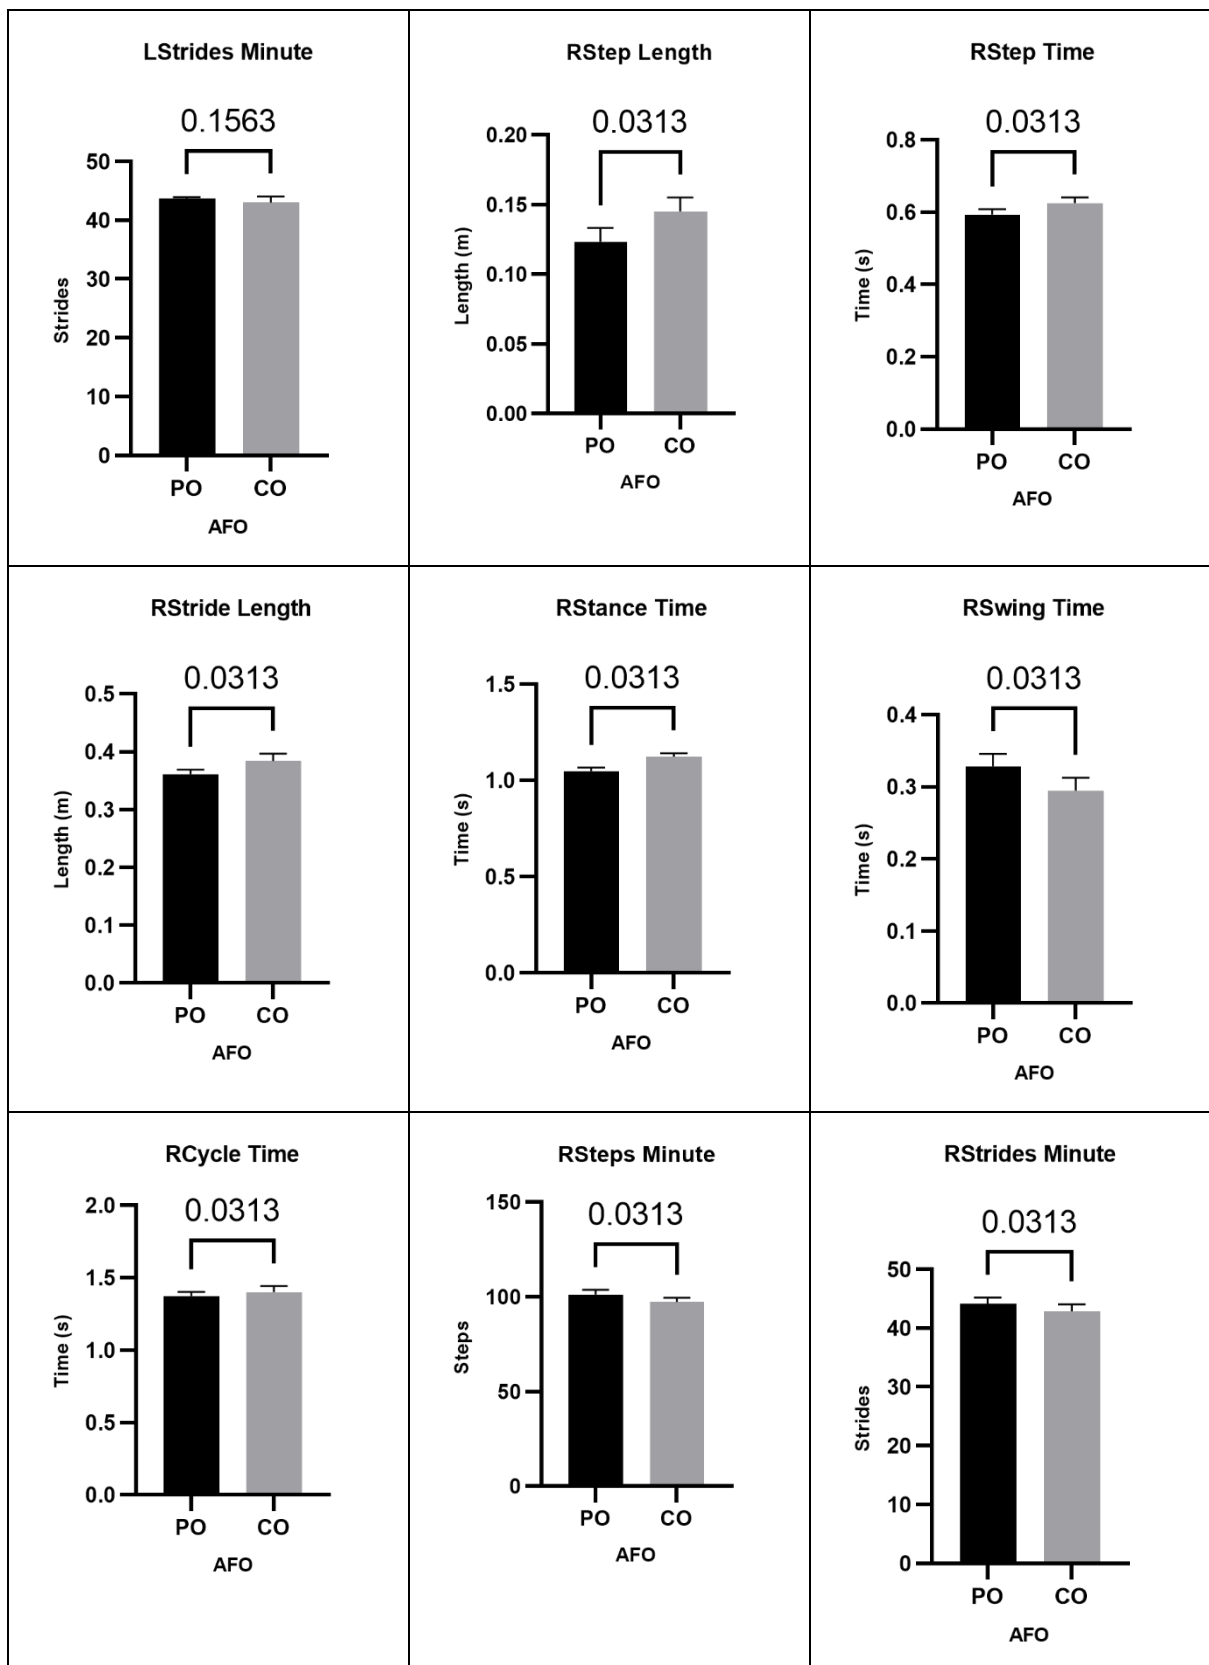 LStrides Minute
0.1563
50
40
30
20
10
0
Strides
PO CO
AFO
RStep Length
0.0313
0.20
0.15
0.10
0.05
0.00
Length (m)
PO CO
AFO
RStep Time
0.0313
0.8
0.6
0.4
0.2
0.0
Time (s)
PO CO
AFO
RStride Length
0.0313
0.5
0.4
0.3
0.2
0.1
0.0
Length (m)
PO CO
AFO
RStance Time
0.0313
1.5
1.0
0.5
0.0
Time (s)
PO CO
AFO
RSwing Time
0.0313
0.4
0.3
0.2
0.1
0.0
Time (s)
PO CO
AFO
RCycle Time
0.0313
2.0
1.5
1.0
0.5
0.0
Time (s)
PO CO
AFO
RSteps Minute
0.0313
150
100
50
0
Steps
PO CO
AFO
RStrides Minute
0.0313
50
40
30
20
10
0
Strides
PO CO
AFO